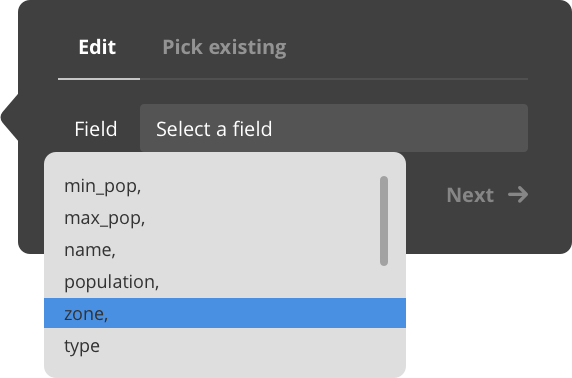 Edit
Pick existing
Field
Select a field
min_pop,
max_pop,
name,
population,
zone,
type
Next